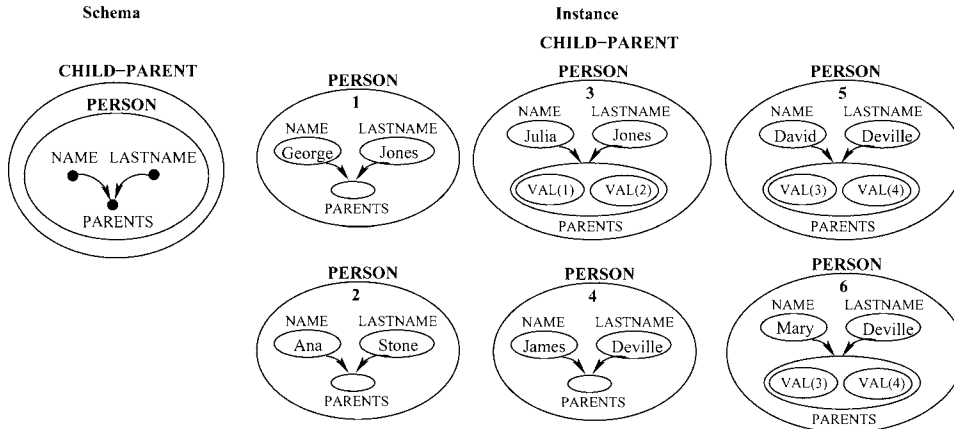 Schema
Instance
CHILD-PARENT
PERSON
NAME LASTNAME
PARENTS
CHILD-PARENT
PERSON
1
NAME LASTNAME
George Jones
PARENTS
PERSON
3
NAME LASTNAME
Julia Jones
VAL(1) VAL(2)
PARENTS
PERSON
5
NAME LASTNAME
David Deville
VAL(3) VAL(4)
PARENTS
PERSON
2
NAME LASTNAME
Ana Stone
PARENTS
PERSON
4
NAME LASTNAME
James Deville
PARENTS
PERSON
6
NAME LASTNAME
Mary Deville
VAL(3) VAL(4)
PARENTS